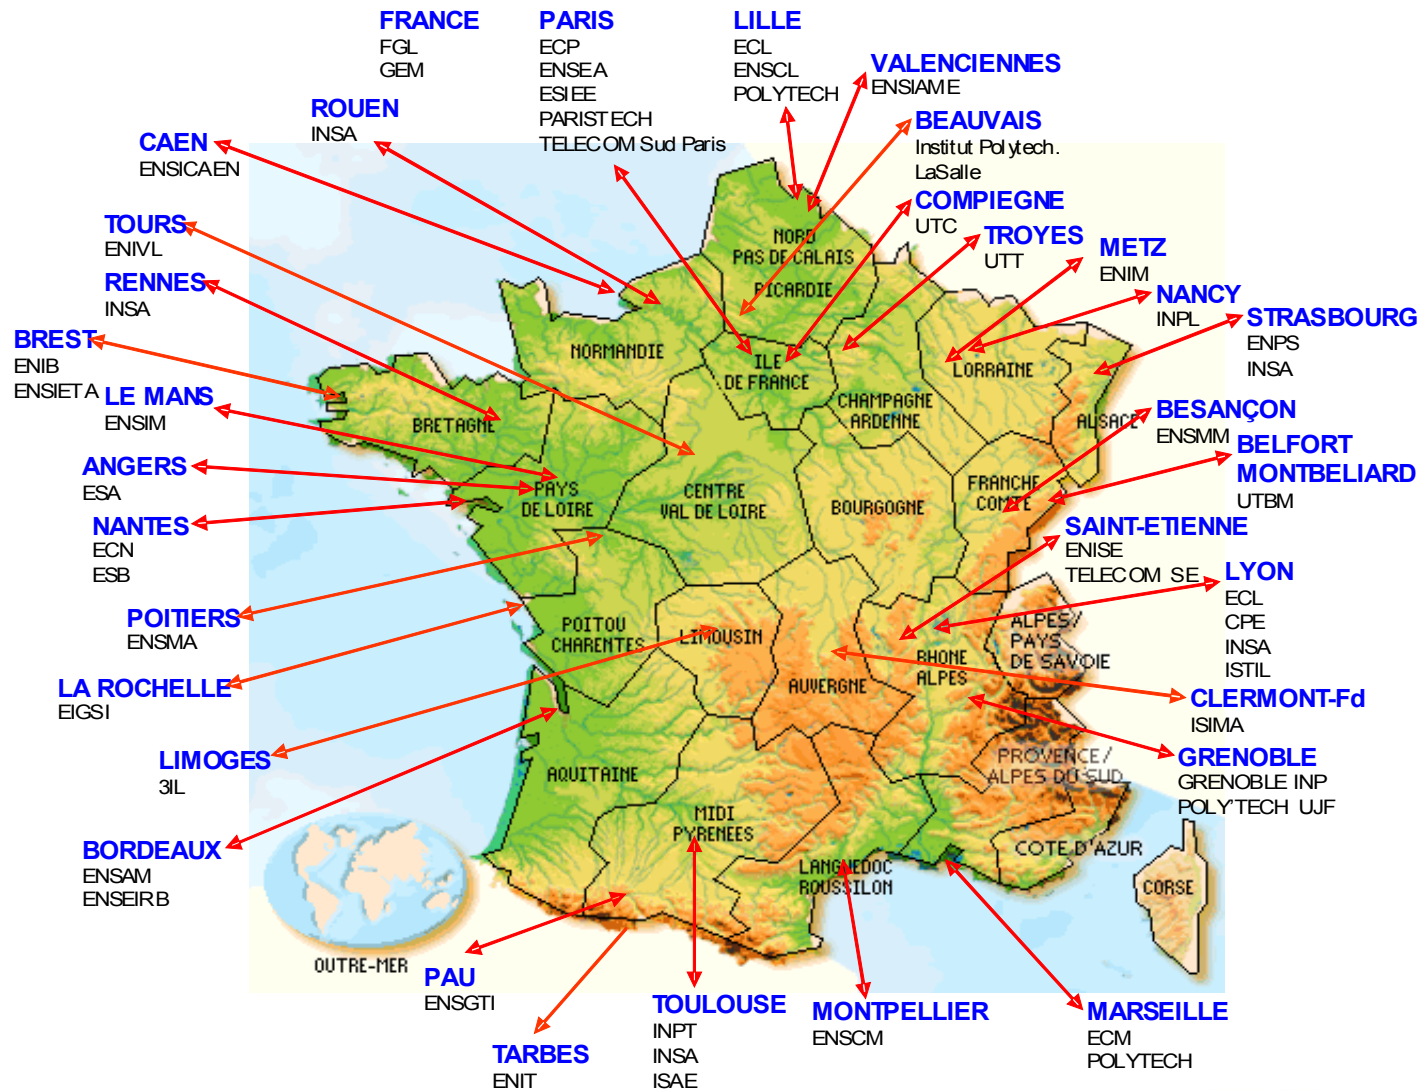 FRANCE
FGL
GEM
PARIS
ECP
ENSEA
ESIEE
PARISTECH
TELECOM Sud Paris
LILLE
ECL
ENSCL
POLYTECH
VALENCIENNES
ENSIAME
ROUEN
INSA
CAEN
ENSICAEN
BEAUVAIS
Institut Polytech.
LaSalle
COMPIEGNE
UTC
TROYES
UTT
METZ
ENIM
NANCY
INPL
STRASBOURG
ENPS
INSA
TOURS
ENIVL
RENNES
INSA
BREST
ENIB
ENSIETA
LE MANS
ENSIM
ANGERS
ESA
NANTES
ECN
ESB
POITIERS
ENSMA
LA ROCHELLE
EIGSI
LIMOGES
3IL
BORDEAUX
ENSAM
ENSEIRB
BESANÇON
ENSMM
BELFORT
MONTBELIARD
UTBM
SAINT-ETIENNE
ENISE
TELECOM SE
LYON
ECL
CPE
INSA
ISTIL
CLERMONT-Fd
ISIMA
GRENOBLE
GRENOBLE INP
POLY'TECH UJF
NORD
PAS DE CALAIS
PICARDIE
NORMANDIE
ILE
DE FRANCE
CHAMPAGNE
ARDENNE
LORRAINE
ALSACE
BRETAGNE
PAYS
DE LOIRE
CENTRE
VAL DE LOIRE
BOURGOGNE
FRANCHE
COMTE
POITOU
CHARENTES
LIMOUSIN
AUVERGNE
RHONE
ALPES
ALPES/
PAYS
DE SAVOIE
PROVENCE/
ALPES DU SUD
AQUITAINE
MIDI
PYRENEES
LANGUEDOC
ROUSSILON
COTE D'AZUR
CORSE
OUTRE-MER
PAU
ENSGTI
TARBES
ENIT
TOULOUSE
INPT
INSA
ISAE
MONTPELLIER
ENSCM
MARSEILLE
ECM
POLYTECH